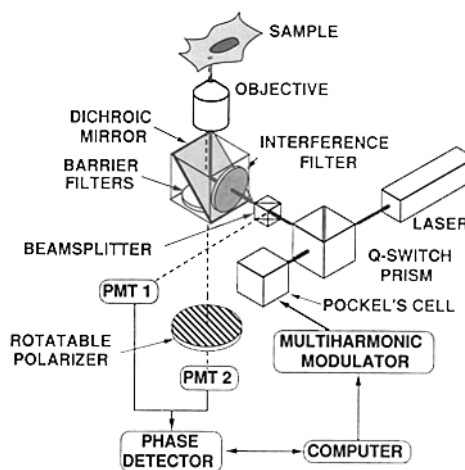 SAMPLE
OBJECTIVE
DICHROIC
MIRROR
INTERFERENCE
FILTER
BARRIER
FILTERS
LASER
BEAMSPLITTER
Q-SWITCH
PRISM
PMT 1
POCKEL'S CELL
ROTATABLE
POLARIZER
MULTIHARMONIC
MODULATOR
PMT 2
PHASE
DETECTOR
COMPUTER